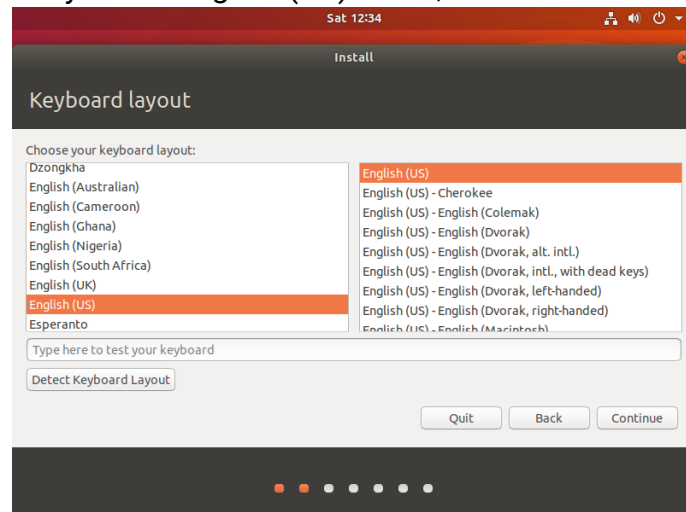 Sat 12:34
Install
Keyboard layout
Choose your keyboard layout:
Dzongkha
English (Australian)
English (Cameroon)
English (Ghana)
English (Nigeria)
English (South Africa)
English (UK)
English (US)
Esperanto
English (US)
English (US) - Cherokee
English (US) - English (Colemak)
English (US) - English (Dvorak)
English (US) - English (Dvorak, alt. intl.)
English (US) - English (Dvorak, intl., with dead keys)
English (US) - English (Dvorak, left-handed)
English (US) - English (Dvorak, right-handed)
English (US) - English (Macintosh)
Type here to test your keyboard
Detect Keyboard Layout
Quit Back Continue